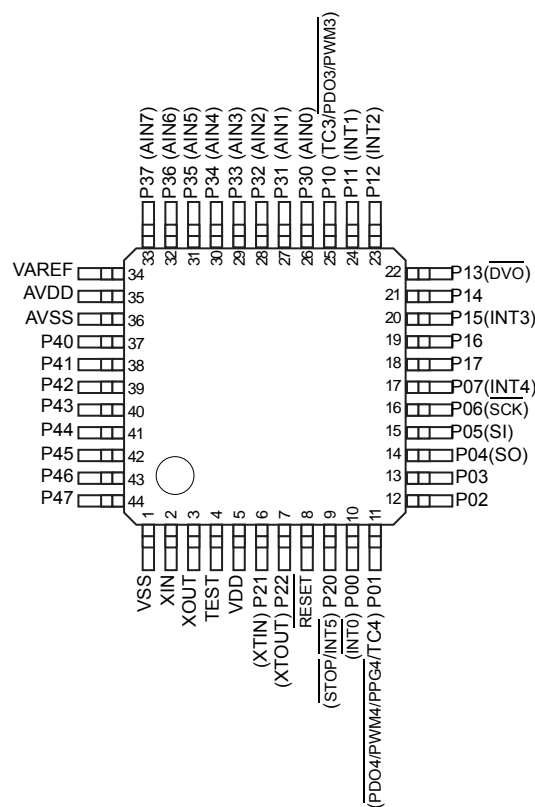 P37 (AIN7)
P36 (AIN6)
P35 (AIN5)
P34 (AIN4)
P33 (AIN3)
P32 (AIN2)
P31 (AIN1)
P30 (AIN0)
P10 (TC3/PDO3/PWM3)
P11 (INT1)
P12 (INT2)
33 32 31 30 29 28 27 26 25 24 23
VAREF 34
AVDD 35
AVSS 36
P40 37
P41 38
P42 39
P43 40
P44 41
P45 42
P46 43
P47 44
22 P13(DVO)
21 P14
20 P15(INT3)
19 P16
18 P17
17 P07(INT4)
16 P06(SCK)
15 P05(SI)
14 P04(SO)
13 P03
12 P02
1 2 3 4 5 6 7 8 9 10 11
VSS
XIN
XOUT
TEST
VDD
(XTIN) P21
(XTOUT) P22
RESET
(STOP/INT5) P20
(INT0) P00
(PDO4/PWM4/PPG4/TC4) P01